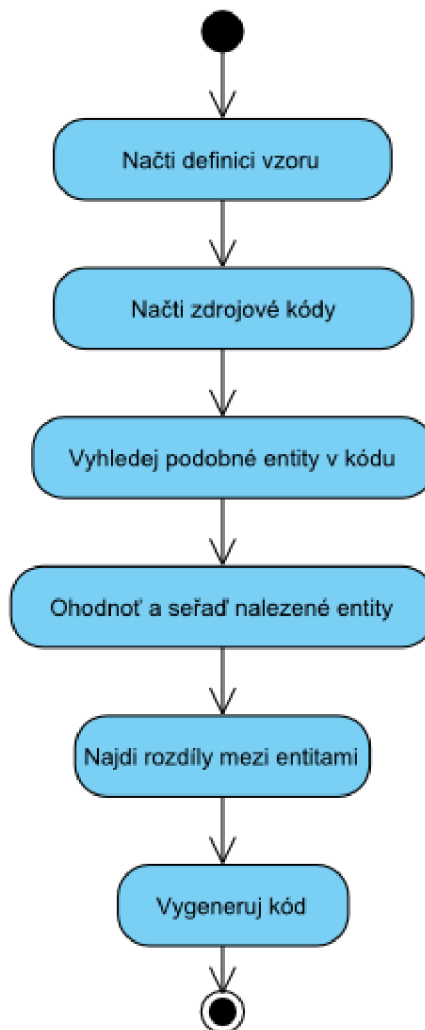 Načti definici vzoru
Načti zdrojové kódy
Vyhledej podobné entity v kódu
Ohodnoť a seřaď nalezené entity
Najdi rozdíly mezi entitami
Vygeneruj kód